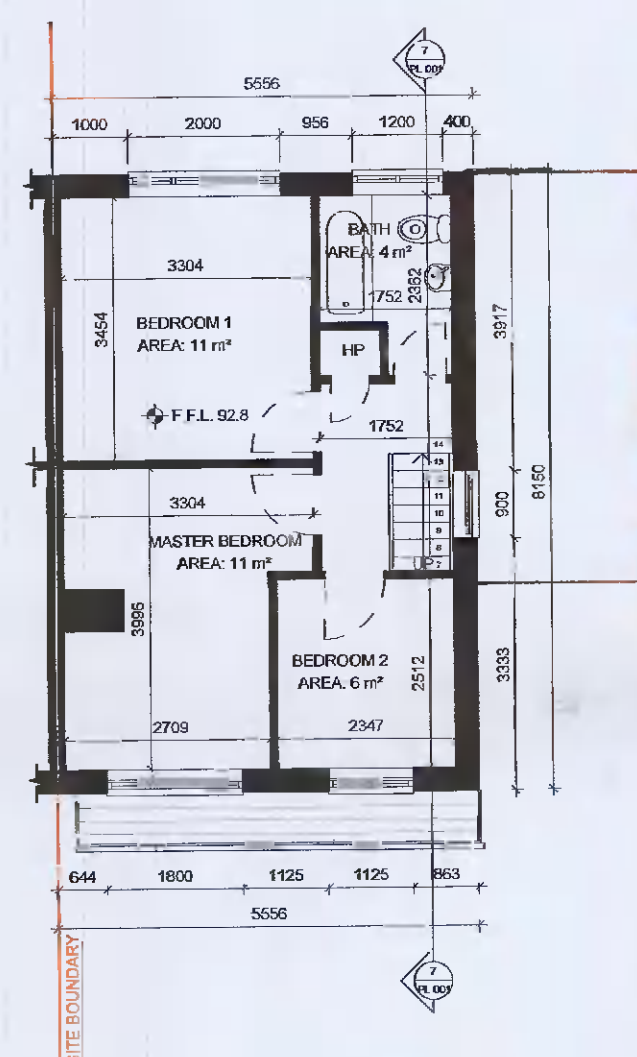 7
PL 001
5556
1000 2000 956 1200 400
BATH
AREA: 4 m²
3304
1752
2362
3454
BEDROOM 1
AREA: 11 m²
HP
3917
F.F.L. 92.8
1752
14
13
11
10
9
8
UP
3304
900
8150
MASTER BEDROOM
AREA: 11 m²
3996
BEDROOM 2
AREA. 6 m²
2512
3333
2709
2347
644 1800 1125 1125 863
5556
7
PL 001
SITE BOUNDARY